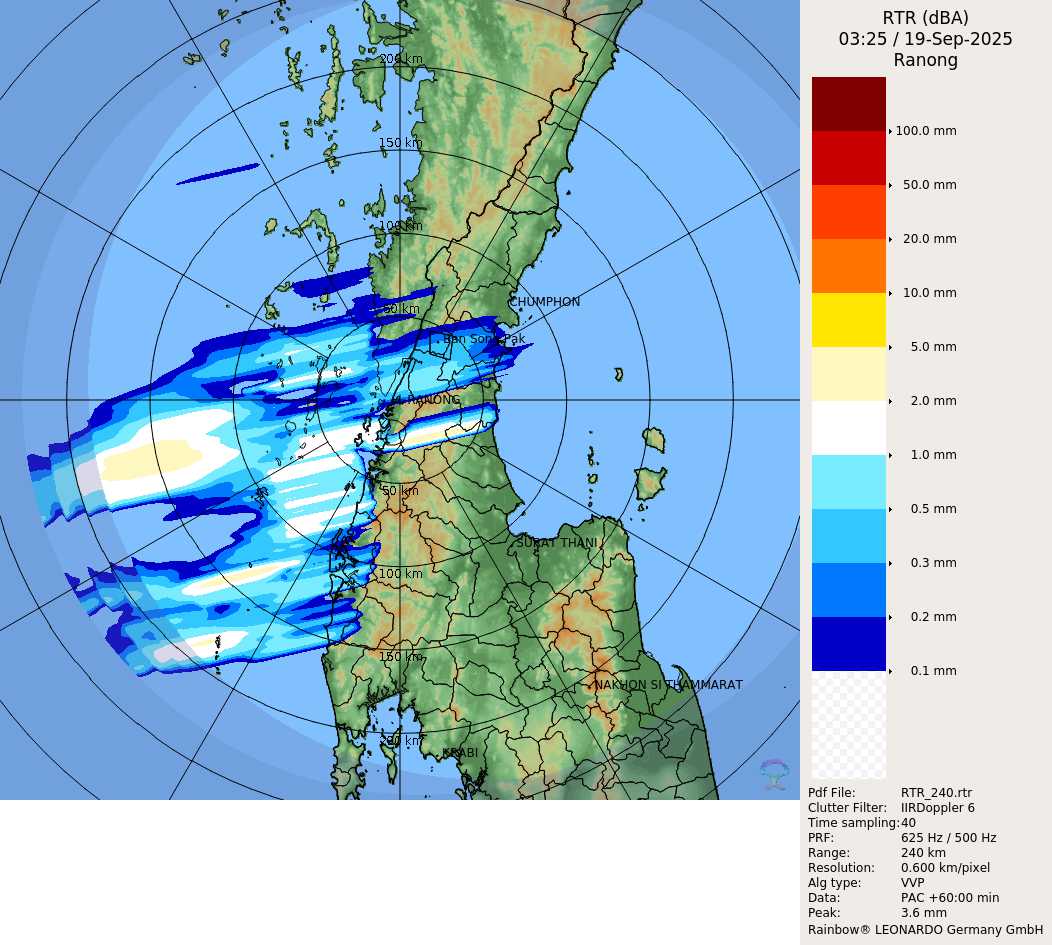 RTR (dBA)
03:25 / 19-Sep-2025
Ranong
200 km
150 km
100 km
50 km
CHUMPHON
Ban Song Pak
RANONG
50 km
SURAT THANI
100 km
150 km
NAKHON SI THAMMARAT
200 km
KRABI
100.0 mm
50.0 mm
20.0 mm
10.0 mm
5.0 mm
2.0 mm
1.0 mm
0.5 mm
0.3 mm
0.2 mm
0.1 mm
Pdf File: RTR_240.rtr
Clutter Filter: IIRDoppler 6
Time sampling:40
PRF: 625 Hz / 500 Hz
Range: 240 km
Resolution: 0.600 km/pixel
Alg type: VVP
Data: PAC +60:00 min
Peak: 3.6 mm
Rainbow® LEONARDO Germany GmbH